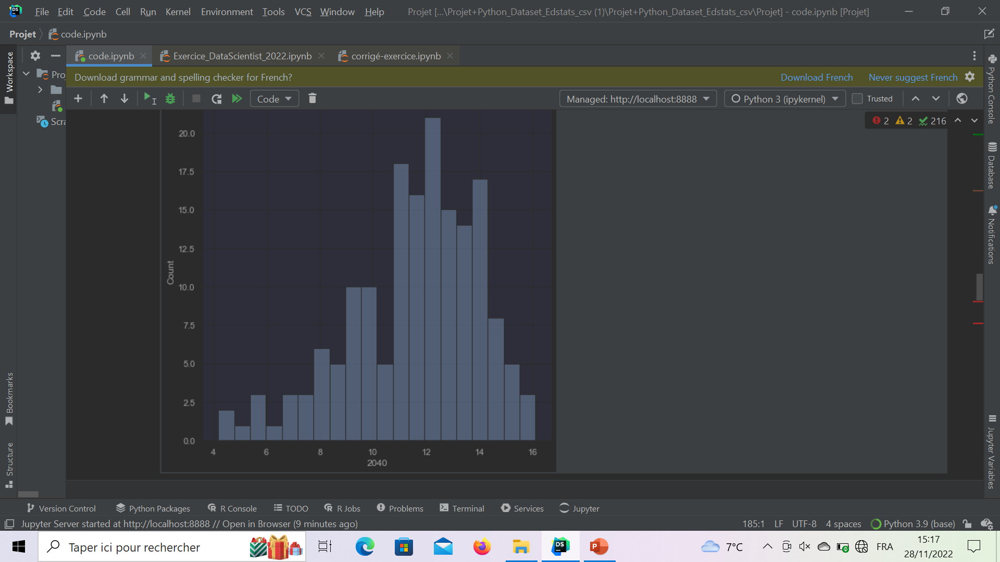 File Edit Code Cell Run Kernel Environment Tools VCS Window Help Projet [...\Projet+Python_Dataset_Edstats_csv (1)\Projet+Python_Dataset_Edstats_csv\Projet] - code.ipynb [Projet]
Projet code.ipynb
code.ipynb Exercice_DataScientist_2022.ipynb corrigé-exercice.ipynb
Workspace
Proj
Scra
Download grammar and spelling checker for French? Download French Never suggest French
Code Managed: http://localhost:8888 Python 3 (ipykernel) Trusted
2 2 216
20.0
17.5
15.0
12.5
10.0
7.5
5.0
2.5
0.0
Count
4 6 8 10 12 14 16
2040
Python Console
Database
Notifications
Jupyter Variables
Bookmarks
Structure
Version Control Python Packages R Console TODO R Jobs Problems Terminal Services Jupyter
Jupyter Server started at http://localhost:8888 // Open in Browser (9 minutes ago) 185:1 LF UTF-8 4 spaces Python 3.9 (base)
Taper ici pour rechercher 7°C FRA 15:17
28/11/2022